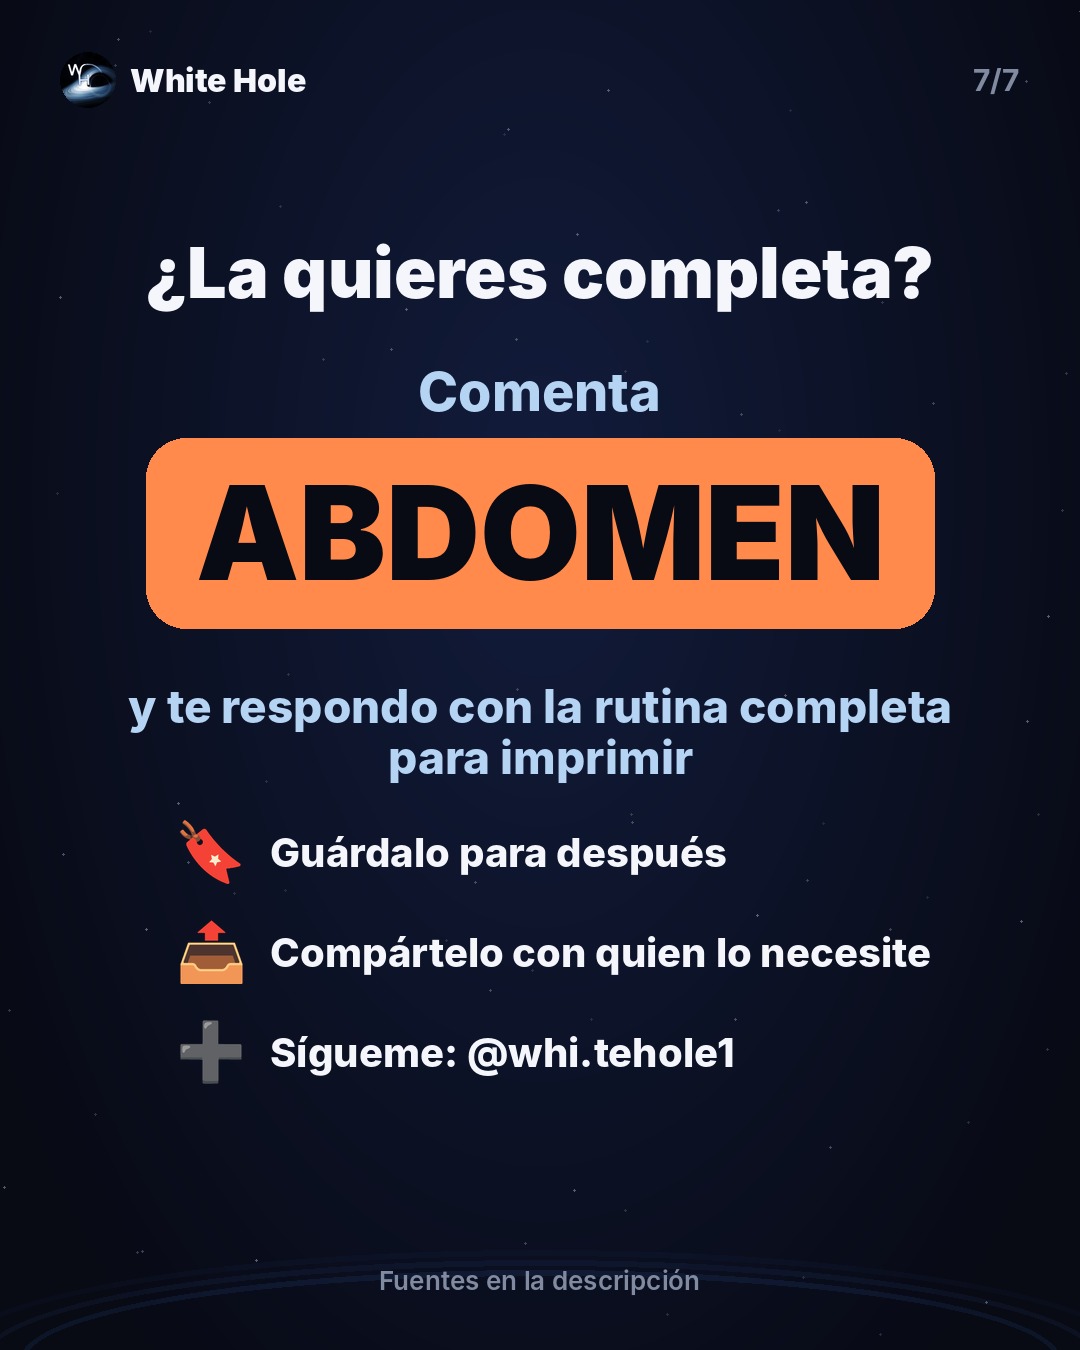 WH
White Hole
7/7
¿La quieres completa?
Comenta
ABDOMEN
y te respondo con la rutina completa
para imprimir
Guárdalo para después
Compártelo con quien lo necesite
Sígueme: @whi.tehole1
Fuentes en la descripción